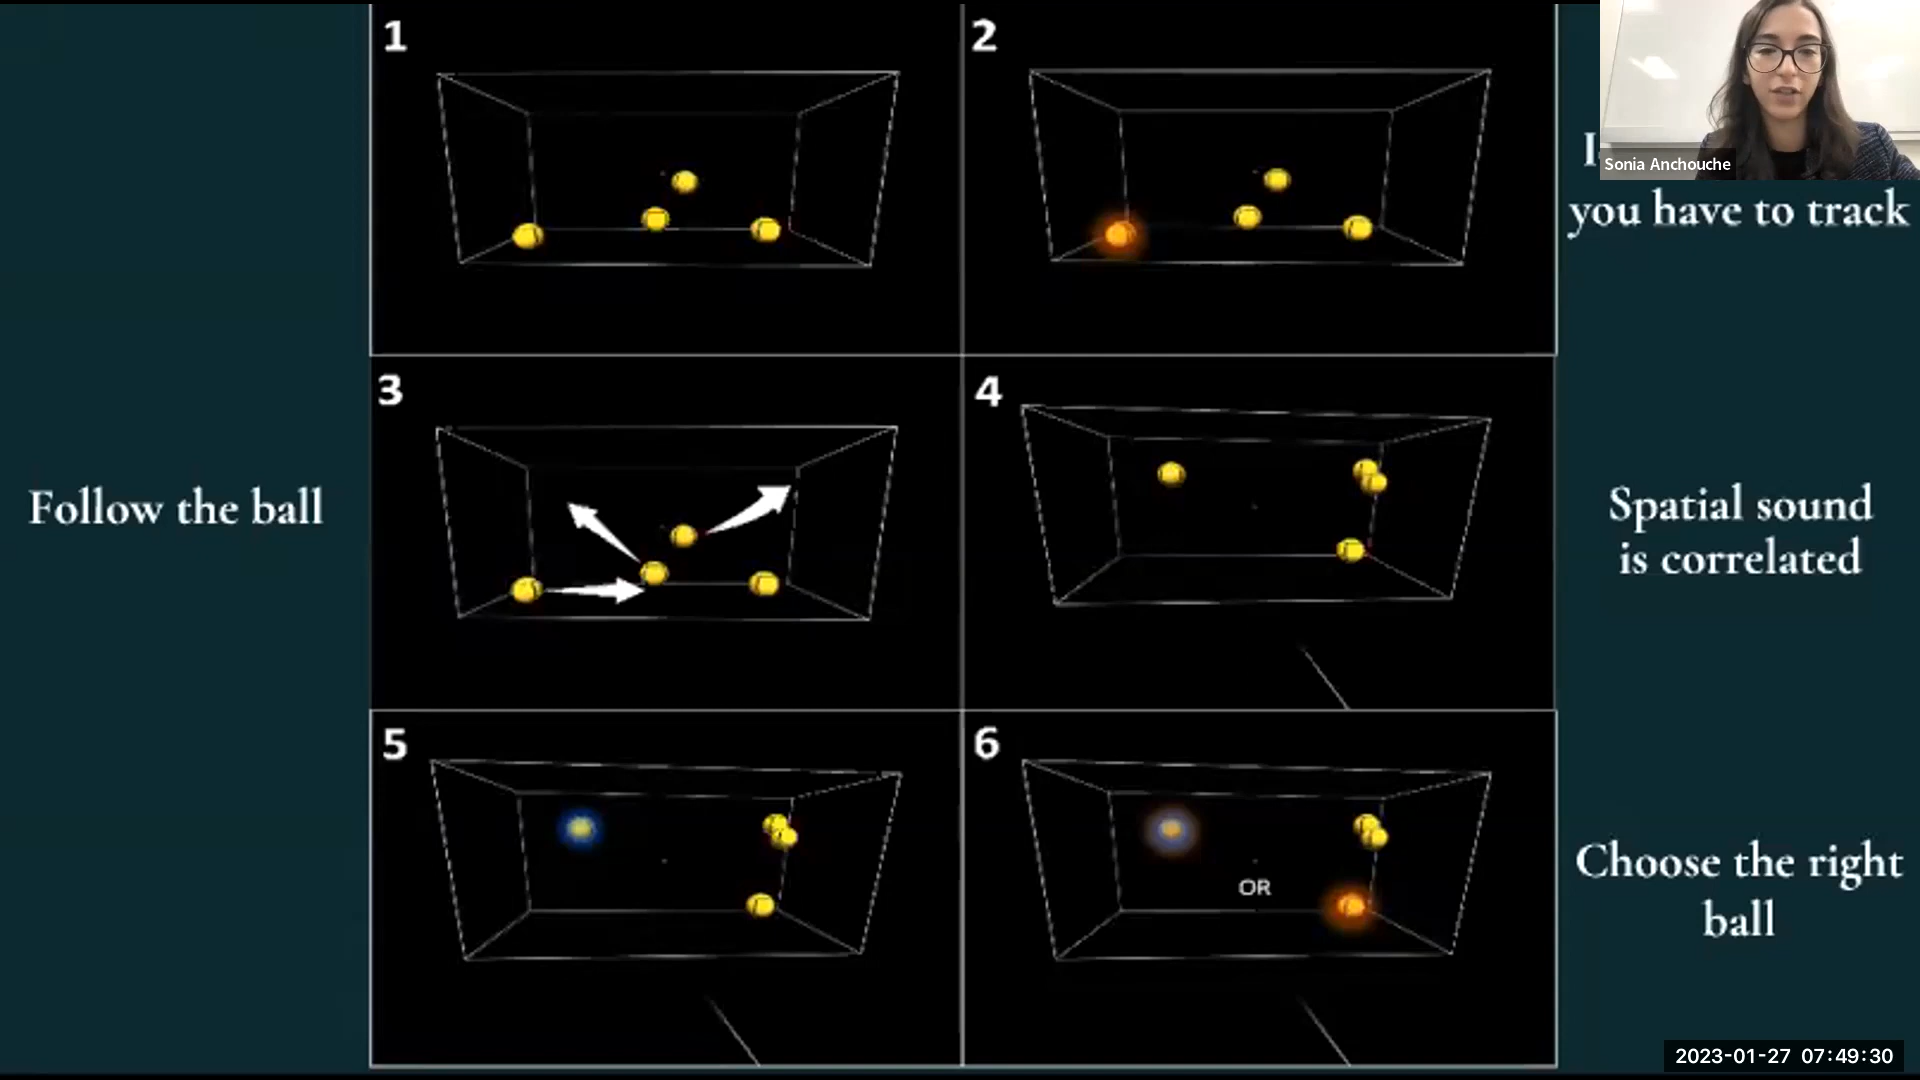 1
2
Sonia Anchouche
you have to track
3
4
Follow the ball
Spatial sound
is correlated
5
6
OR
Choose the right
ball
2023-01-27 07:49:30